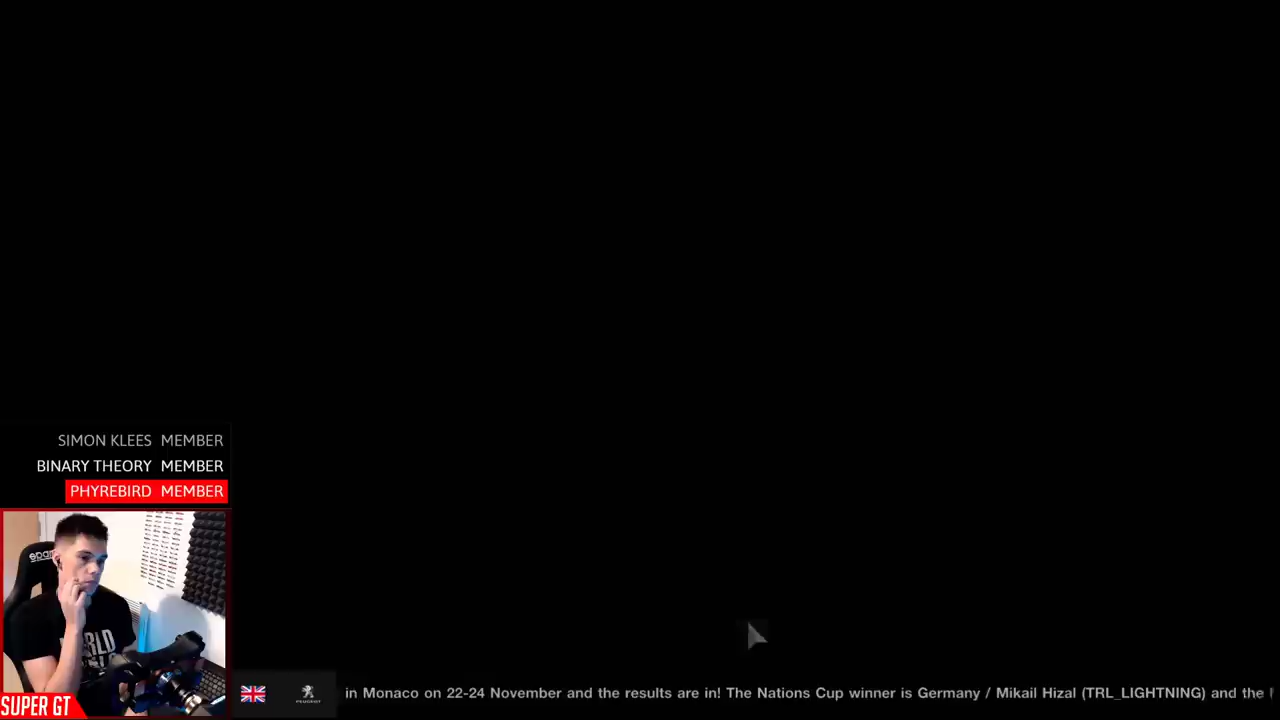 SIMON KLEES MEMBER
BINARY THEORY MEMBER
PHYREBIRD MEMBER
SUPER GT
PEUGEOT
in Monaco on 22-24 November and the results are in! The Nations Cup winner is Germany / Mikail Hizal (TRL_LIGHTNING) and the